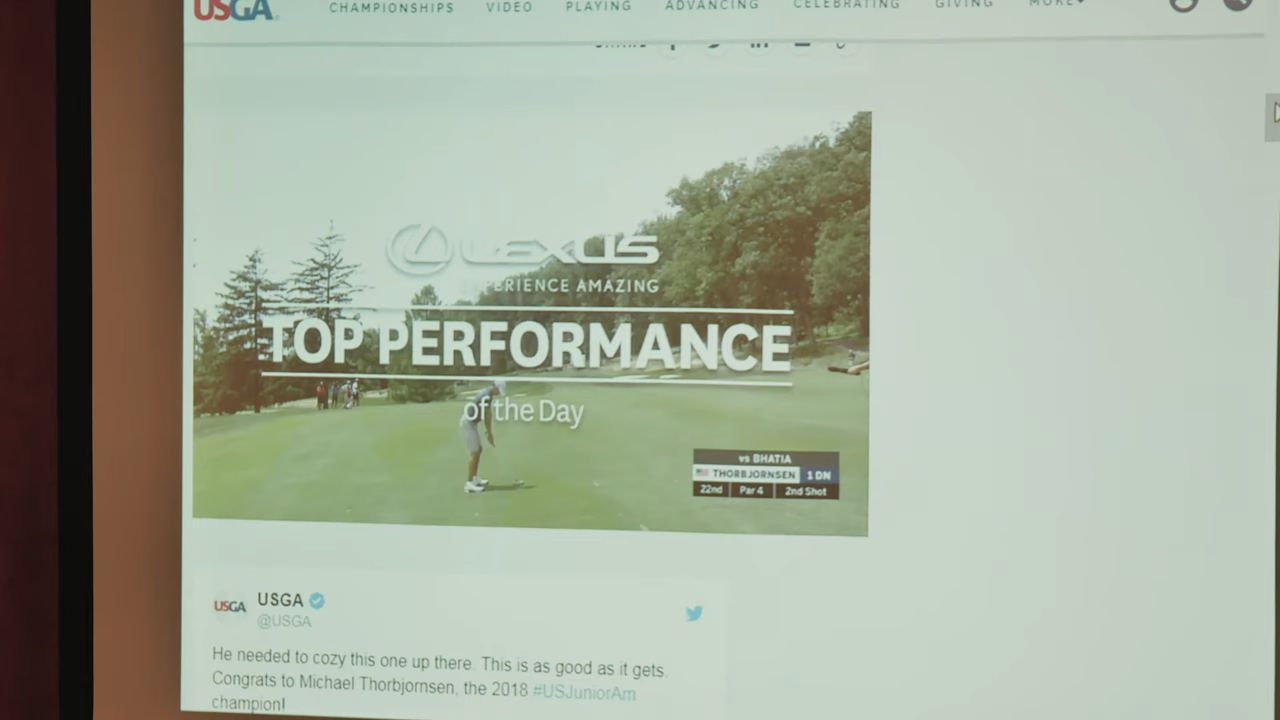 USGA
CHAMPIONSHIPS VIDEO PLAYING ADVANCING CELEBRATING GIVING MORE
LEXUS
EXPERIENCE AMAZING
TOP PERFORMANCE
of the Day
vs BHATIA
THORBJORNSEN 1 DN
22nd Par 4 2nd Shot
USGA
USGA
@USGA
He needed to cozy this one up there. This is as good as it gets.
Congrats to Michael Thorbjornsen, the 2018 #USJuniorAm
champion!